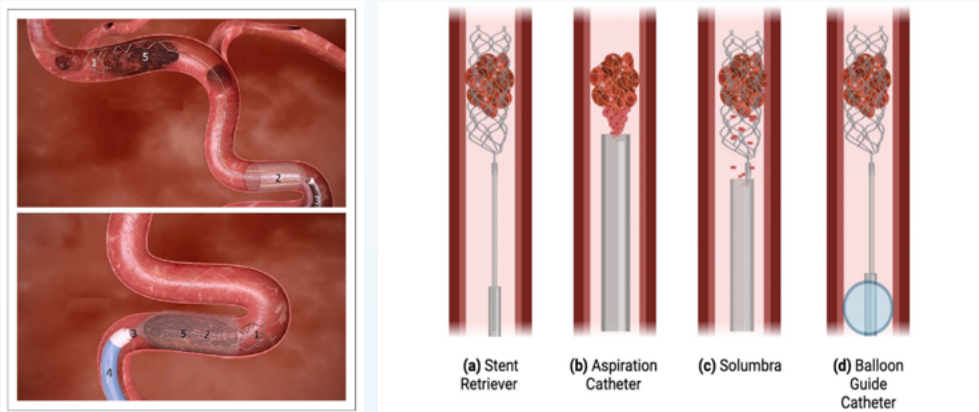 1
5
2
3
3
5
2
1
4
(a) Stent
Retriever
(b) Aspiration
Catheter
(c) Solumbra
(d) Balloon
Guide
Catheter